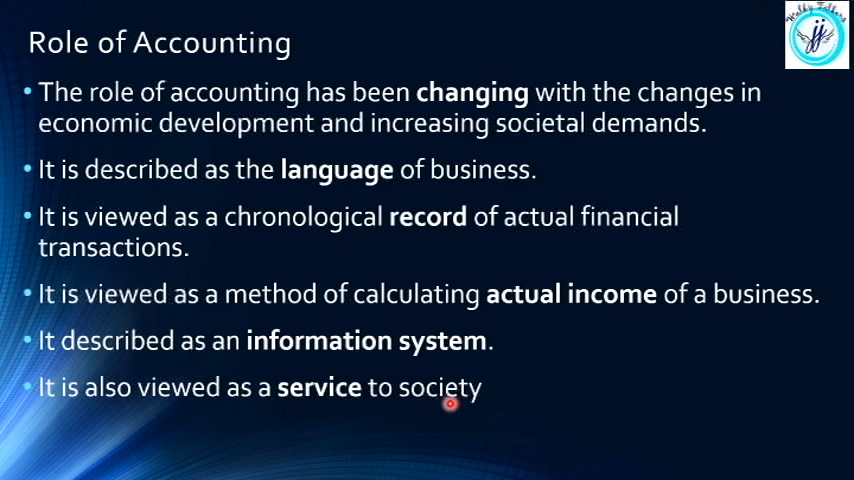 Role of Accounting
• The role of accounting has been changing with the changes in
economic development and increasing societal demands.
• It is described as the language of business.
• It is viewed as a chronological record of actual financial
transactions.
• It is viewed as a method of calculating actual income of a business.
• It described as an information system.
• It is also viewed as a service to society
jj